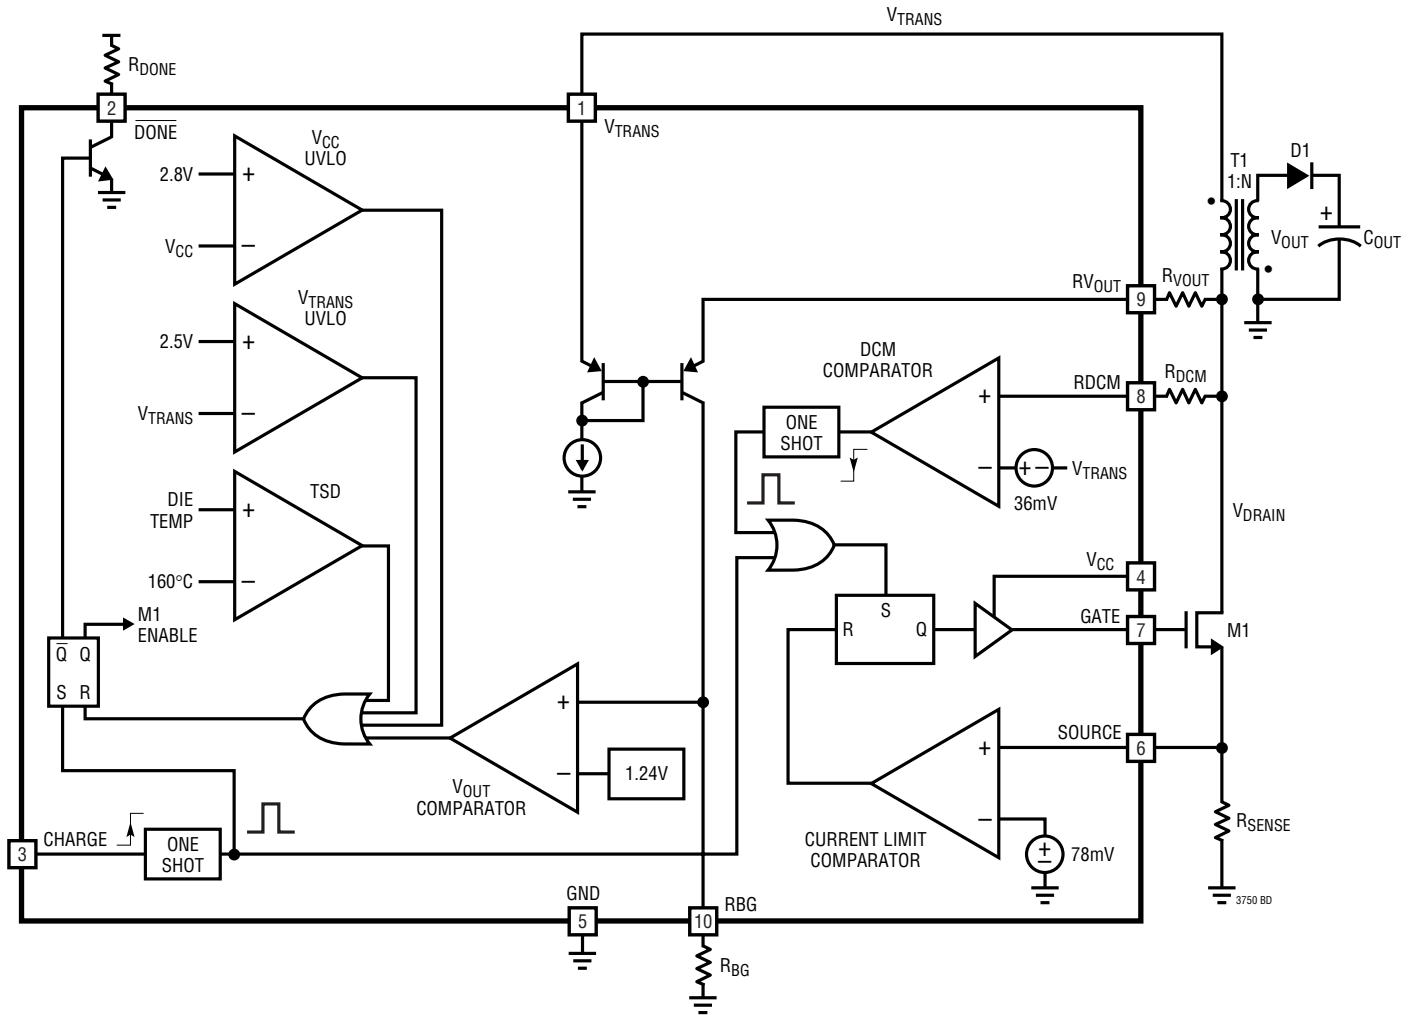 VTRANS
RDONE
2
1
DONE
VTRANS
VCC
UVLO
2.8V
+
VCC
−
T1
1:N
D1
+
VOUT
COUT
VTRANS
UVLO
2.5V
+
VTRANS
−
RVOUT
9
RVOUT
DCM
COMPARATOR
RDCM
8
RDCM
+
−
+ −
VTRANS
36mV
ONE
SHOT
TSD
DIE
TEMP
+
160°C
−
VDRAIN
VCC
4
M1
ENABLE
Q Q
S R
S
R
Q
GATE
7
M1
+
−
1.24V
VOUT
COMPARATOR
SOURCE
6
+
−
CURRENT LIMIT
COMPARATOR
+
−
78mV
RSENSE
CHARGE
3
ONE
SHOT
GND
5
RBG
10
RBG
3750 BD